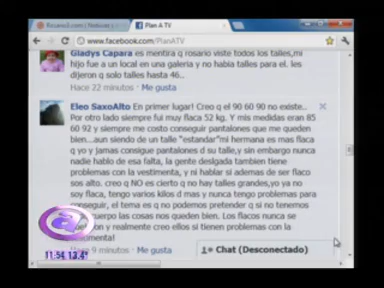 Rosario3.com | Noticias
Plan A TV
www.facebook.com/PlanATV
Gladys Capara es mentira q rosario viste todos los talles,mi
hijo fue a un local en una galeria y no habia talles para el. les
dijeron q solo talles hasta 46..
Hace 22 minutos · Me gusta
Eleo SaxoAlto En primer lugar! Creo q el 90 60 90 no existe..
Por otro lado siempre fui muy flaca 52 kg. Y mis medidas eran 85
60 92 y siempre me costo conseguir pantalones que me queden
bien...aun siendo de un talle "estandar"mi hermana es mas flaca
q yo y jamas consigue pantalones d su talle,y sin embargo nunca
nadie hablo de esa falta, la gente deslgada tambien tiene
problemas con la vestimenta, y ni hablar si ademas de ser flaco
sos alto. creo q NO es cierto q no hay talles grandes,yo ya no
soy flaca, tengo varios kilos d mas y nunca tengo problemas para
conseguir, el tema es q no podemos pretender q si no tenemos
cuerpo las cosas nos queden bien. Los flacos nunca se
quejaron y realmente creo ellos si tienen problemas con la
vestimenta!
9 minutos · Me gusta
Chat (Desconectado)
@
11:54 13.4°